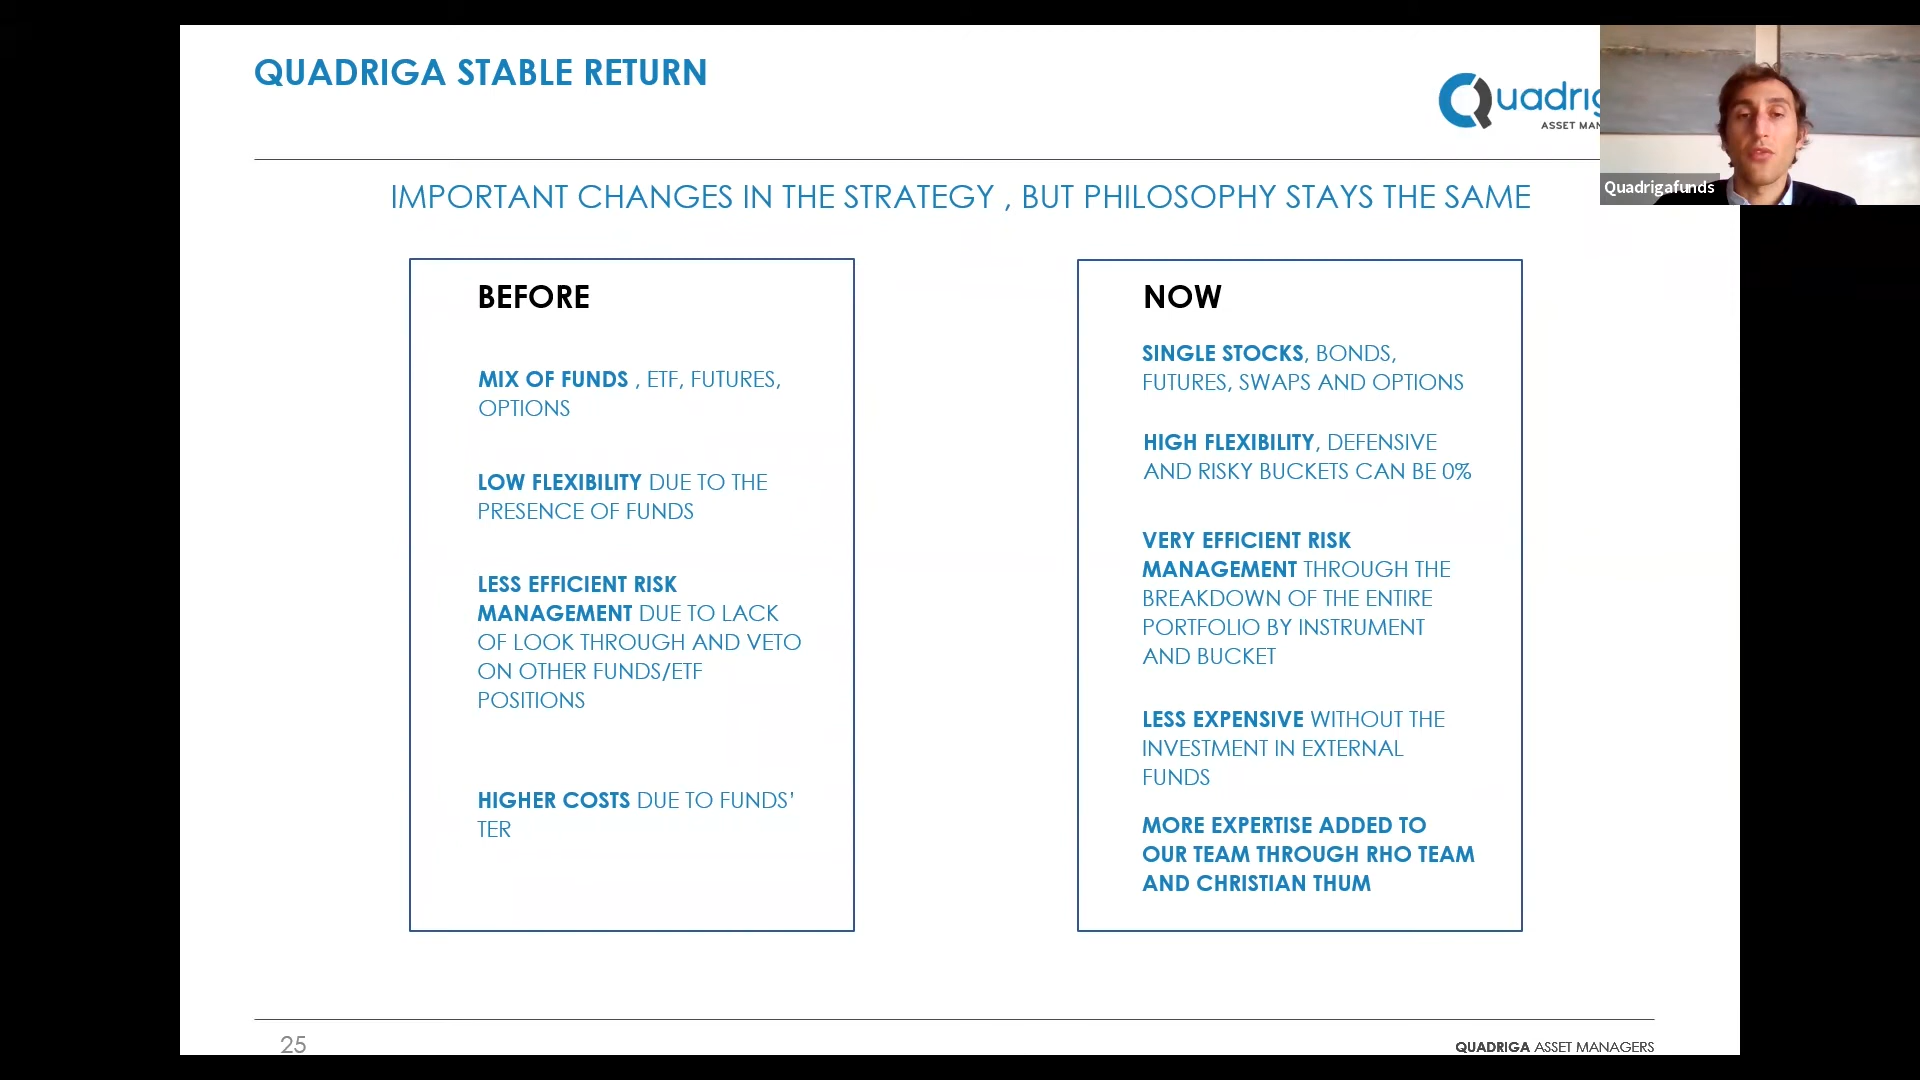 QUADRIGA STABLE RETURN
Quadrig
ASSET MAN
Quadrigafunds
IMPORTANT CHANGES IN THE STRATEGY , BUT PHILOSOPHY STAYS THE SAME
BEFORE
MIX OF FUNDS , ETF, FUTURES,
OPTIONS
LOW FLEXIBILITY DUE TO THE
PRESENCE OF FUNDS
LESS EFFICIENT RISK
MANAGEMENT DUE TO LACK
OF LOOK THROUGH AND VETO
ON OTHER FUNDS/ETF
POSITIONS
HIGHER COSTS DUE TO FUNDS’
TER
NOW
SINGLE STOCKS, BONDS,
FUTURES, SWAPS AND OPTIONS
HIGH FLEXIBILITY, DEFENSIVE
AND RISKY BUCKETS CAN BE 0%
VERY EFFICIENT RISK
MANAGEMENT THROUGH THE
BREAKDOWN OF THE ENTIRE
PORTFOLIO BY INSTRUMENT
AND BUCKET
LESS EXPENSIVE WITHOUT THE
INVESTMENT IN EXTERNAL
FUNDS
MORE EXPERTISE ADDED TO
OUR TEAM THROUGH RHO TEAM
AND CHRISTIAN THUM
25
QUADRIGA ASSET MANAGERS